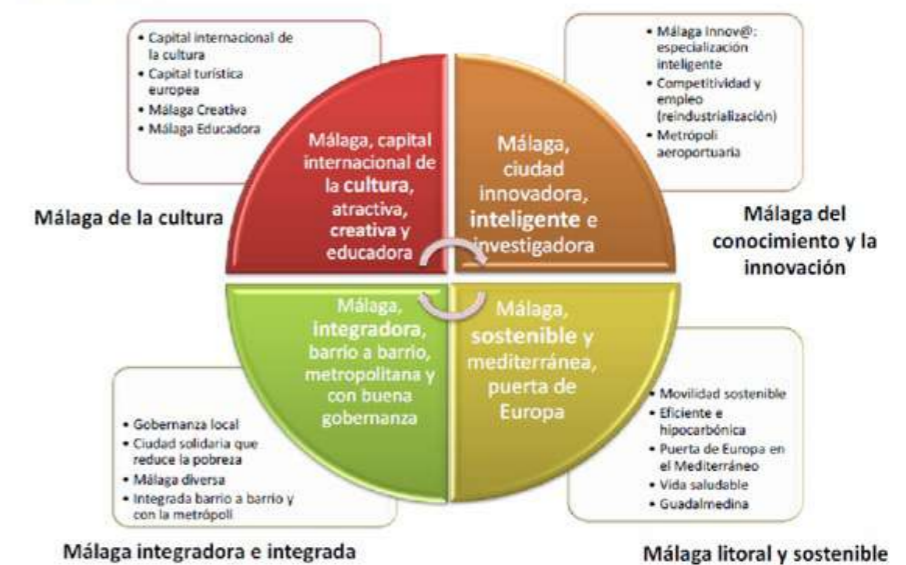 • Capital internacional de
la cultura
• Capital turística
europea
• Málaga Creativa
• Málaga Educadora
Málaga, capital
internacional de
la cultura,
atractiva,
creativa y
educadora
Málaga de la cultura
• Málaga Innov@:
especialización
inteligente
• Competitividad y
empleo
(reindustrialización)
• Metrópoli
aeroportuaria
Málaga,
ciudad
innovadora,
inteligente e
investigadora
Málaga del
conocimiento y la
innovación
Málaga,
integradora,
barrio a barrio,
metropolitana y
con buena
gobernanza
• Gobernanza local
• Ciudad solidaria que
reduce la pobreza
• Málaga diversa
• Integrada barrio a barrio y
con la metrópoli
Málaga integradora e integrada
Málaga,
sostenible y
mediterránea,
puerta de
Europa
• Movilidad sostenible
• Eficiente e
hipocarbónica
• Puerta de Europa en
el Mediterráneo
• Vida saludable
• Guadalmedina
Málaga litoral y sostenible